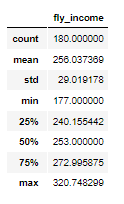 fly_income
count 180.000000
mean 256.037369
std 29.019178
min 177.000000
25% 240.155442
50% 253.000000
75% 272.995875
max 320.748299